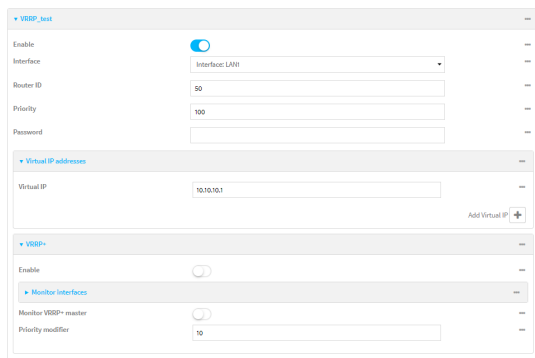 VRRP_test
Enable
Interface Interface: LAN1
Router ID 50
Priority 100
Password
Virtual IP addresses
Virtual IP 10.10.10.1
Add Virtual IP
VRRP+
Enable
Monitor interfaces
Monitor VRRP+ master
Priority modifier 10